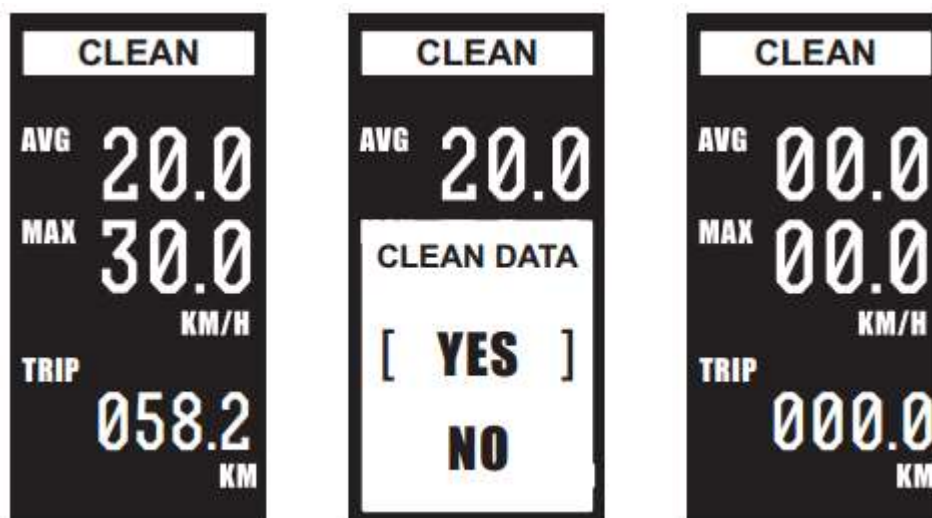 CLEAN
AVG 20.0
MAX 30.0
KM/H
TRIP
058.2
KM
CLEAN
AVG 20.0
CLEAN DATA
[ YES ]
NO
CLEAN
AVG 00.0
MAX 00.0
KM/H
TRIP
000.0
KM